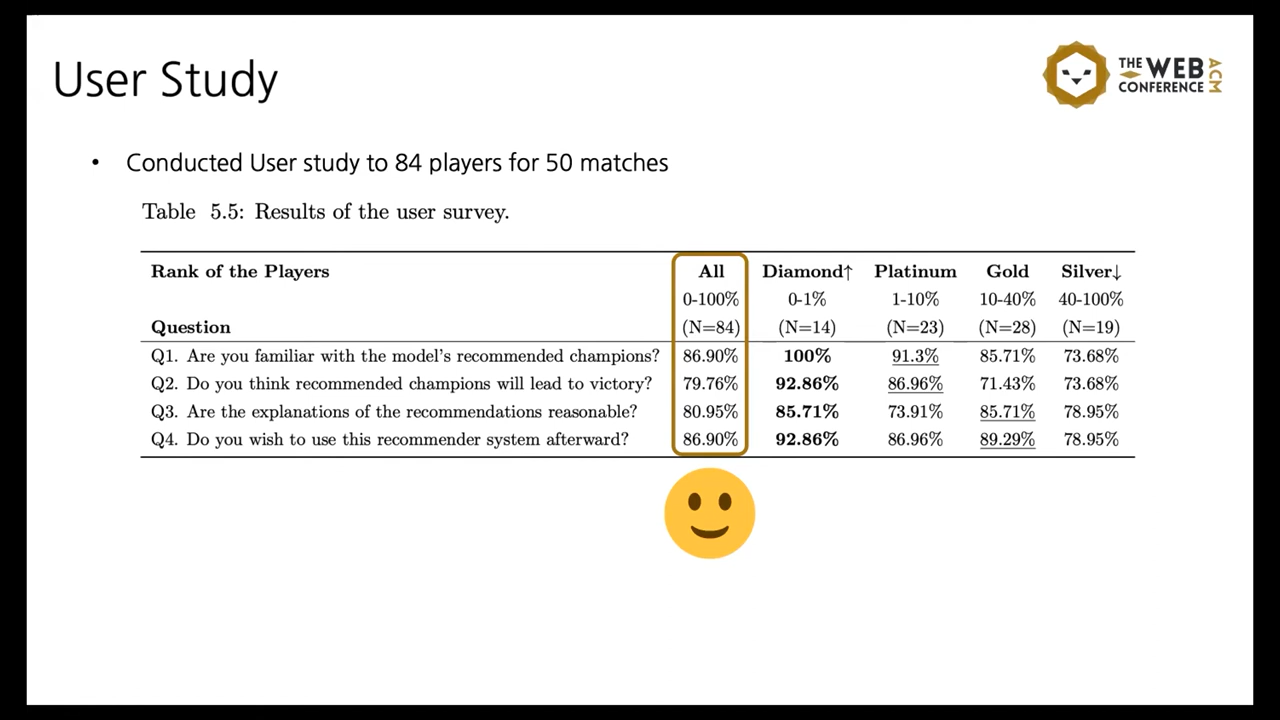 User Study
THE WEB CONFERENCE ACM
• Conducted User study to 84 players for 50 matches
Table 5.5: Results of the user survey.
Rank of the Players All Diamond↑ Platinum Gold Silver↓
0-100% 0-1% 1-10% 10-40% 40-100%
Question (N=84) (N=14) (N=23) (N=28) (N=19)
Q1. Are you familiar with the model's recommended champions? 86.90% 100% 91.3% 85.71% 73.68%
Q2. Do you think recommended champions will lead to victory? 79.76% 92.86% 86.96% 71.43% 73.68%
Q3. Are the explanations of the recommendations reasonable? 80.95% 85.71% 73.91% 85.71% 78.95%
Q4. Do you wish to use this recommender system afterward? 86.90% 92.86% 86.96% 89.29% 78.95%